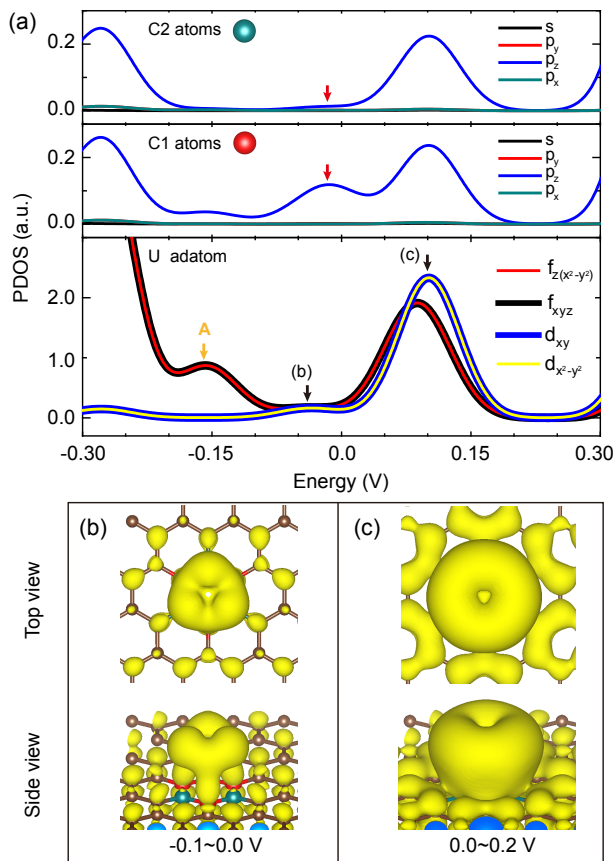 (a)
C2 atoms
s
p_y
p_z
p_x
0.2
0.0
C1 atoms
s
p_y
p_z
p_x
0.2
0.0
PDOS (a.u.)
U adatom
(c)
f_z(x²-y²)
f_xyz
d_xy
d_x²-y²
A
(b)
2.0
1.0
0.0
-0.30 -0.15 0.0 0.15 0.30
Energy (V)
(b) (c)
Top view
Side view
-0.1~0.0 V 0.0~0.2 V